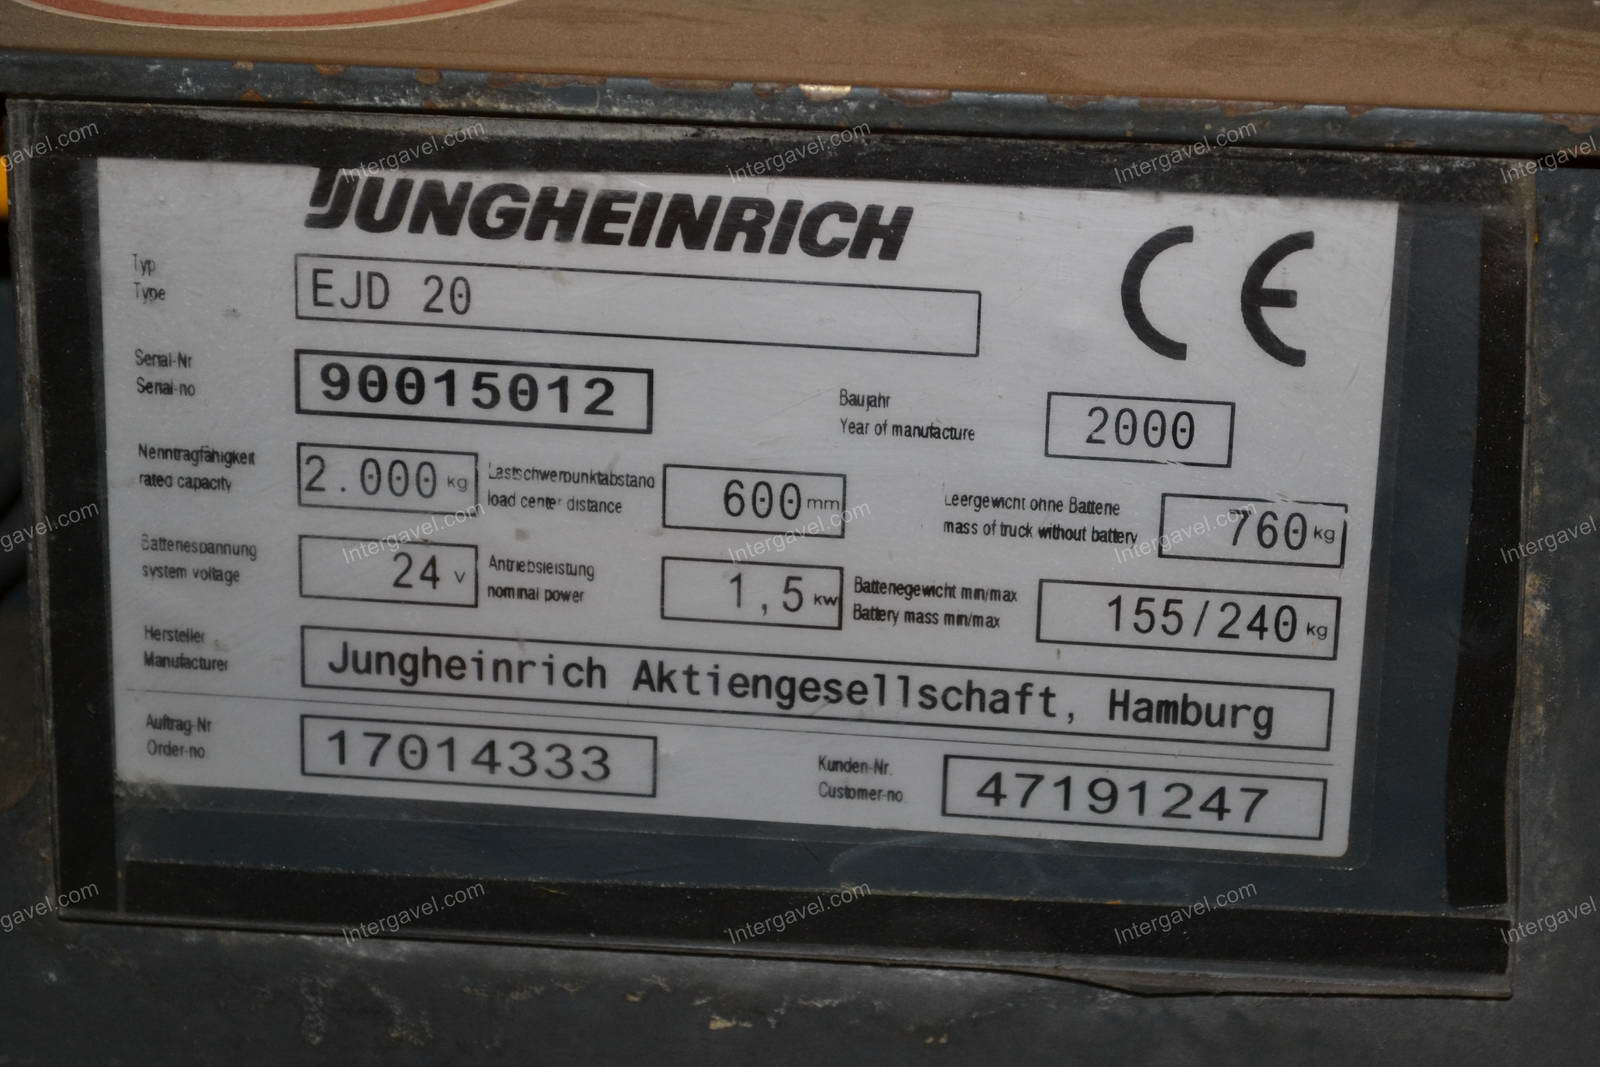 JUNGHEINRICH
CE
Typ
Type
EJD 20
Serial-Nr
Serial-no
90015012
Baujahr
Year of manufacture
2000
Nenntragfähigkeit
rated capacity
2.000 kg
Lastschwerpunktabstand
load center distance
600 mm
Leergewicht ohne Batterie
mass of truck without battery
760 kg
Batteriespannung
system voltage
24 v
Antriebsleistung
nominal power
1,5 kw
Batteriegewicht min/max
Battery mass min/max
155/240 kg
Hersteller
Manufacturer
Jungheinrich Aktiengesellschaft, Hamburg
Auftrag-Nr
Order-no
17014333
Kunden-Nr.
Customer-no
47191247
Intergavel.com